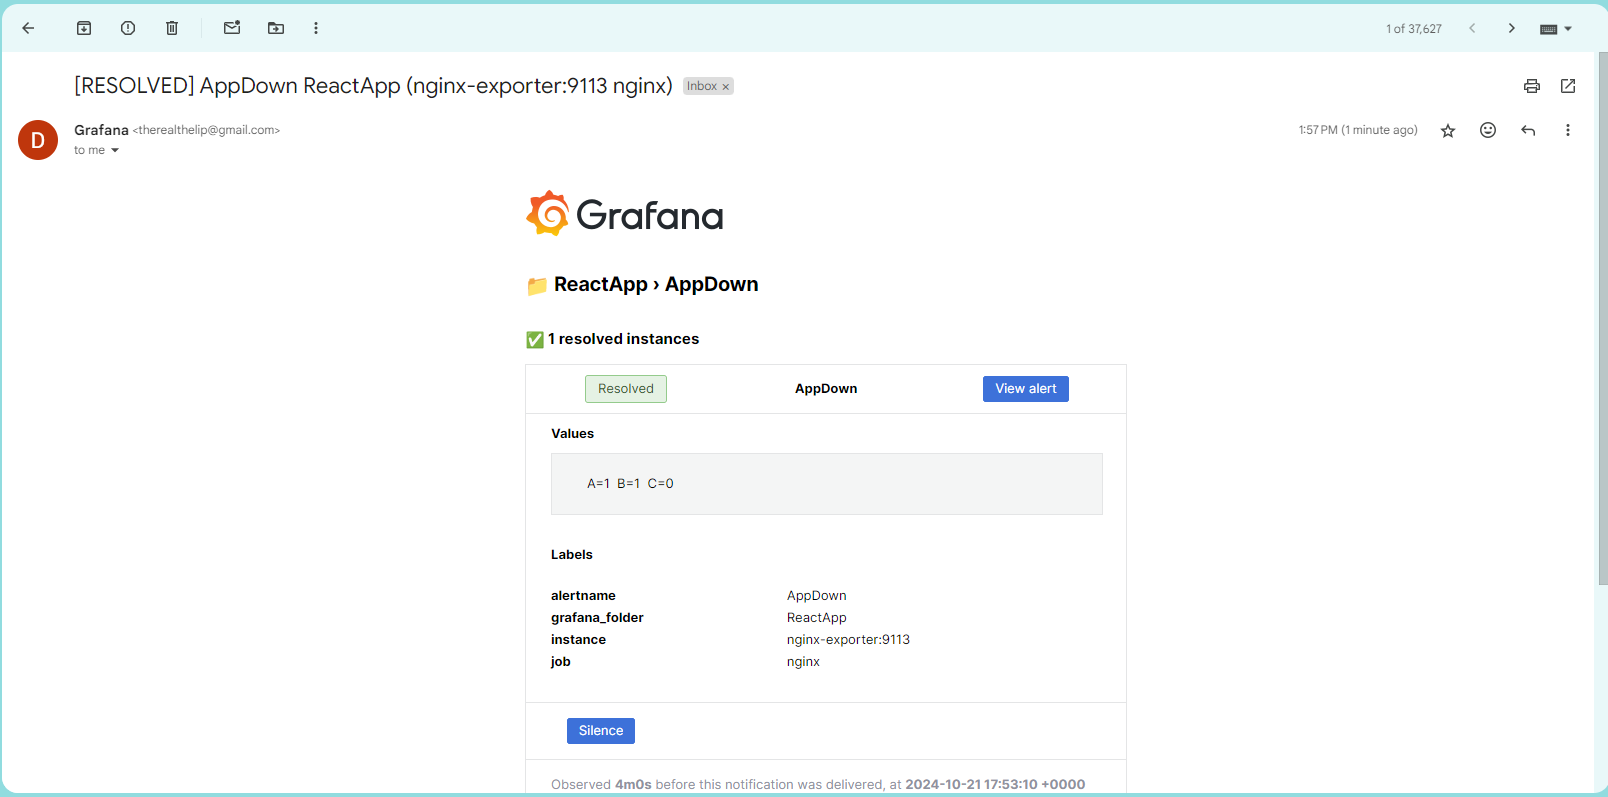 1 of 37,627
[RESOLVED] AppDown ReactApp (nginx-exporter:9113 nginx) Inbox ×
D
Grafana <therealthelip@gmail.com>
1:57 PM (1 minute ago)
to me
Grafana
ReactApp › AppDown
1 resolved instances
Resolved AppDown View alert
Values
A=1 B=1 C=0
Labels
alertname AppDown
grafana_folder ReactApp
instance nginx-exporter:9113
job nginx
Silence
Observed 4m0s before this notification was delivered, at 2024-10-21 17:53:10 +0000